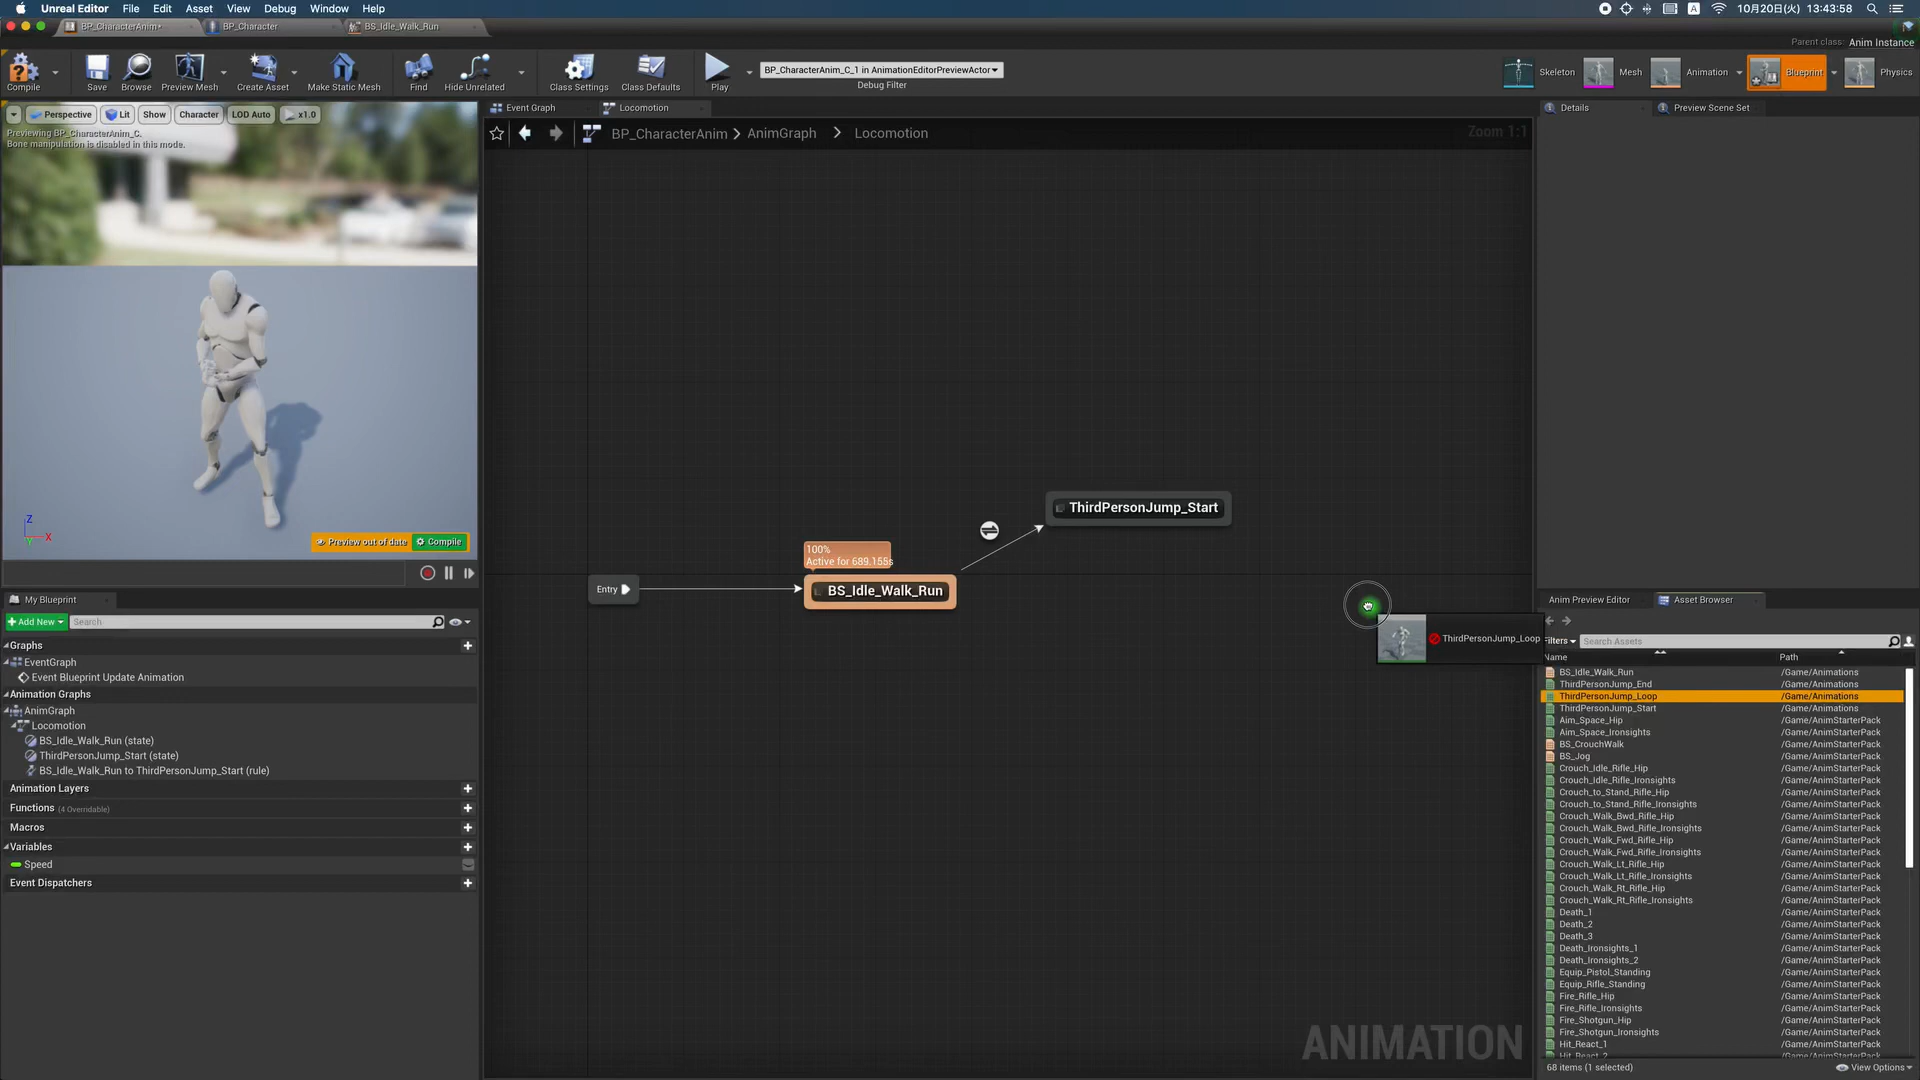 Unreal Editor File Edit Asset View Debug Window Help
A 10月20日(火) 13:43:58
BP_CharacterAnim* BP_Character BS_Idle_Walk_Run
Parent class: Anim Instance
Compile Save Browse Preview Mesh Create Asset Make Static Mesh Find Hide Unrelated Class Settings Class Defaults Play
BP_CharacterAnim_C_1 in AnimationEditorPreviewActor
Debug Filter
Skeleton Mesh Animation Blueprint Physics
Perspective Lit Show Character LOD Auto x1.0
Previewing BP_CharacterAnim_C.
Bone manipulation is disabled in this mode.
Z
X
Preview out of date Compile
Event Graph Locomotion
BP_CharacterAnim > AnimGraph > Locomotion
Zoom 1:1
Entry
100%
Active for 689.155s
BS_Idle_Walk_Run
ThirdPersonJump_Start
ThirdPersonJump_Loop
ANIMATION
My Blueprint
Add New Search
Graphs
EventGraph
Event Blueprint Update Animation
Animation Graphs
AnimGraph
Locomotion
BS_Idle_Walk_Run (state)
ThirdPersonJump_Start (state)
BS_Idle_Walk_Run to ThirdPersonJump_Start (rule)
Animation Layers
Functions (4 Overridable)
Macros
Variables
Speed
Event Dispatchers
Details Preview Scene Set
Anim Preview Editor Asset Browser
Filters Search Assets
Name Path
BS_Idle_Walk_Run /Game/Animations
ThirdPersonJump_End /Game/Animations
ThirdPersonJump_Loop /Game/Animations
ThirdPersonJump_Start /Game/Animations
Aim_Space_Hip /Game/AnimStarterPack
Aim_Space_Ironsights /Game/AnimStarterPack
BS_CrouchWalk /Game/AnimStarterPack
BS_Jog /Game/AnimStarterPack
Crouch_Idle_Rifle_Hip /Game/AnimStarterPack
Crouch_Idle_Rifle_Ironsights /Game/AnimStarterPack
Crouch_to_Stand_Rifle_Hip /Game/AnimStarterPack
Crouch_to_Stand_Rifle_Ironsights /Game/AnimStarterPack
Crouch_Walk_Bwd_Rifle_Hip /Game/AnimStarterPack
Crouch_Walk_Bwd_Rifle_Ironsights /Game/AnimStarterPack
Crouch_Walk_Fwd_Rifle_Hip /Game/AnimStarterPack
Crouch_Walk_Fwd_Rifle_Ironsights /Game/AnimStarterPack
Crouch_Walk_Lt_Rifle_Hip /Game/AnimStarterPack
Crouch_Walk_Lt_Rifle_Ironsights /Game/AnimStarterPack
Crouch_Walk_Rt_Rifle_Hip /Game/AnimStarterPack
Crouch_Walk_Rt_Rifle_Ironsights /Game/AnimStarterPack
Death_1 /Game/AnimStarterPack
Death_2 /Game/AnimStarterPack
Death_3 /Game/AnimStarterPack
Death_Ironsights_1 /Game/AnimStarterPack
Death_Ironsights_2 /Game/AnimStarterPack
Equip_Pistol_Standing /Game/AnimStarterPack
Equip_Rifle_Standing /Game/AnimStarterPack
Fire_Rifle_Hip /Game/AnimStarterPack
Fire_Rifle_Ironsights /Game/AnimStarterPack
Fire_Shotgun_Hip /Game/AnimStarterPack
Fire_Shotgun_Ironsights /Game/AnimStarterPack
Hit_React_1 /Game/AnimStarterPack
Hit_React_2 /Game/AnimStarterPack
68 items (1 selected) View Options